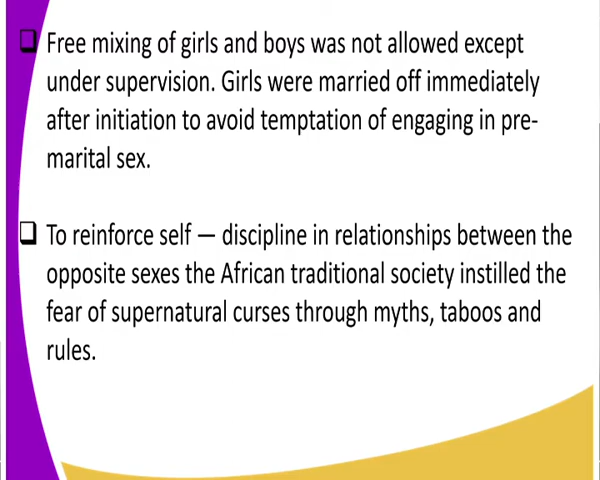 ❑ Free mixing of girls and boys was not allowed except
under supervision. Girls were married off immediately
after initiation to avoid temptation of engaging in pre-
marital sex.
❑ To reinforce self — discipline in relationships between the
opposite sexes the African traditional society instilled the
fear of supernatural curses through myths, taboos and
rules.